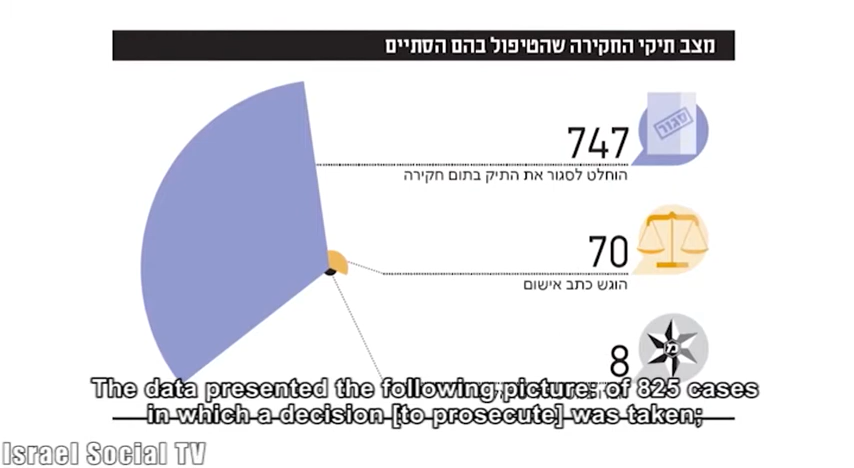 מצב תיקי החקירה שהטיפול בהם הסתיים
סגור
747
הוחלט לסגור את התיק בתום חקירה
70
הוגש כתב אישום
8
The data presented the following picture: of 825 cases
in which a decision [to prosecute] was taken;
Israel Social TV